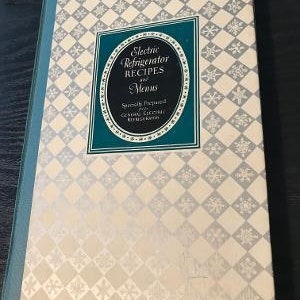 Electric
Refrigerator
RECIPES
and
Menus
Specially Prepared
for the
GENERAL ELECTRIC
REFRIGERATOR